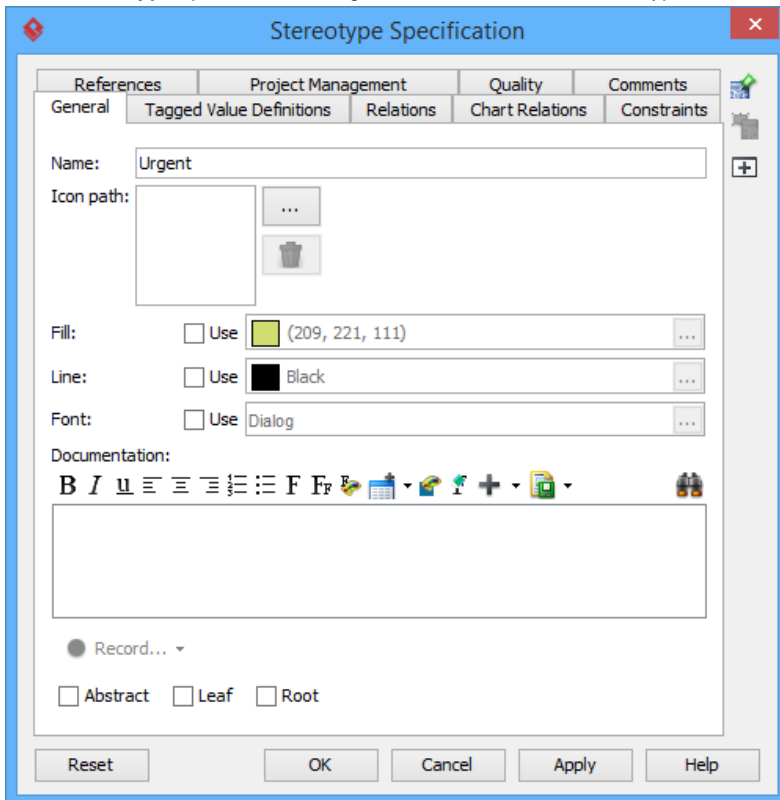 Stereotype Specification
References Project Management Quality Comments
General Tagged Value Definitions Relations Chart Relations Constraints
Name: Urgent
Icon path:
...
Fill: Use (209, 221, 111) ...
Line: Use Black ...
Font: Use Dialog ...
Documentation:
B I u F FF
Record...
Abstract Leaf Root
Reset OK Cancel Apply Help